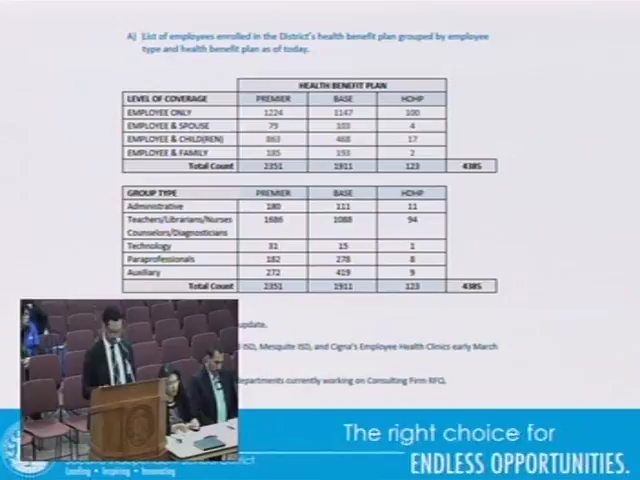 A) List of employees enrolled in the District's health benefit plan grouped by employee
type and health benefit plan as of today.
HEALTH BENEFIT PLAN
LEVEL OF COVERAGE PREMIER BASE HDHP
EMPLOYEE ONLY 1224 1147 100
EMPLOYEE & SPOUSE 79 103 4
EMPLOYEE & CHILD(REN) 863 468 17
EMPLOYEE & FAMILY 185 193 2
Total Count 2351 1911 123 4385
GROUP TYPE PREMIER BASE HDHP
Administrative 180 111 11
Teachers/Librarians/Nurses 1686 1088 94
Counselors/Diagnosticians
Technology 31 15 1
Paraprofessionals 182 278 8
Auxiliary 272 419 9
Total Count 2351 1911 123 4385
update.
ISD, Mesquite ISD, and Cigna's Employee Health Clinics early March
departments currently working on Consulting Firm RFQ.
The right choice for
Independent School District
Leading • Inspiring • Innovating
ENDLESS OPPORTUNITIES.